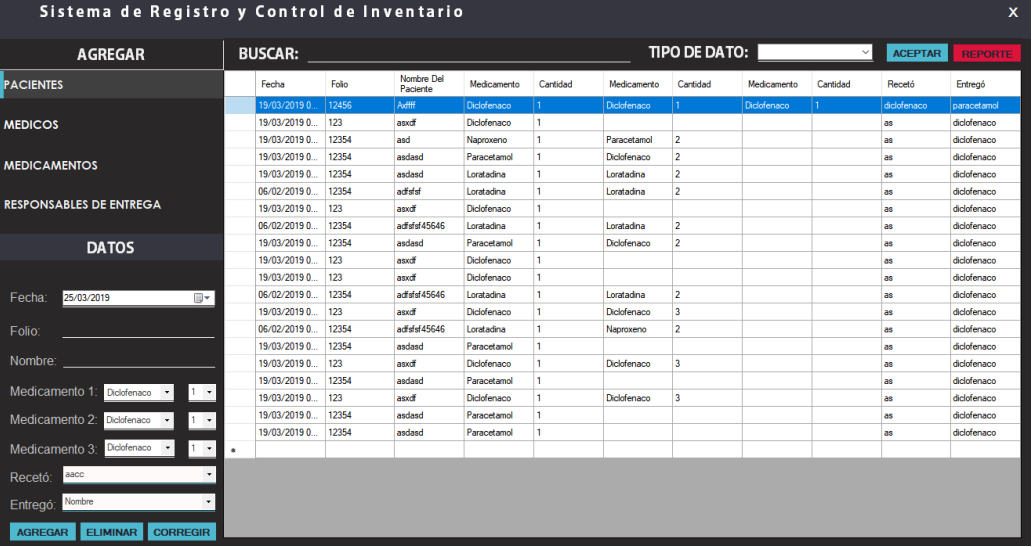 Sistema de Registro y Control de Inventario X
AGREGAR BUSCAR: TIPO DE DATO: ACEPTAR REPORTE
PACIENTES
MEDICOS
MEDICAMENTOS
RESPONSABLES DE ENTREGA
DATOS
Fecha: 25/03/2019
Folio:
Nombre:
Medicamento 1: Diclofenaco 1
Medicamento 2: Diclofenaco 1
Medicamento 3: Diclofenaco 1
Recetó: aacc
Entregó: Nombre
AGREGAR ELIMINAR CORREGIR
Fecha Folio Nombre Del Paciente Medicamento Cantidad Medicamento Cantidad Medicamento Cantidad Recetó Entregó
19/03/2019 0... 12456 Axffff Diclofenaco 1 Diclofenaco 1 Diclofenaco 1 diclofenaco paracetamol
19/03/2019 0... 123 asxdf Diclofenaco 1 as diclofenaco
19/03/2019 0... 12354 asd Naproxeno 1 Paracetamol 2 as diclofenaco
19/03/2019 0... 12354 asdasd Paracetamol 1 Diclofenaco 2 as diclofenaco
19/03/2019 0... 12354 asdasd Loratadina 1 Loratadina 2 as diclofenaco
06/02/2019 0... 12354 adfsfsf Loratadina 1 Loratadina 2 as diclofenaco
19/03/2019 0... 123 asxdf Diclofenaco 1 as diclofenaco
06/02/2019 0... 12354 adfsfsf45646 Loratadina 1 Loratadina 2 as diclofenaco
19/03/2019 0... 12354 asdasd Paracetamol 1 Diclofenaco 2 as diclofenaco
19/03/2019 0... 123 asxdf Diclofenaco 1 as diclofenaco
19/03/2019 0... 123 asxdf Diclofenaco 1 as diclofenaco
06/02/2019 0... 12354 adfsfsf45646 Loratadina 1 Loratadina 2 as diclofenaco
19/03/2019 0... 123 asxdf Diclofenaco 1 Diclofenaco 3 as diclofenaco
06/02/2019 0... 12354 adfsfsf45646 Loratadina 1 Naproxeno 2 as diclofenaco
19/03/2019 0... 12354 asdasd Paracetamol 1 as diclofenaco
19/03/2019 0... 123 asxdf Diclofenaco 1 Diclofenaco 3 as diclofenaco
19/03/2019 0... 12354 asdasd Paracetamol 1 as diclofenaco
19/03/2019 0... 123 asxdf Diclofenaco 1 Diclofenaco 3 as diclofenaco
19/03/2019 0... 12354 asdasd Paracetamol 1 as diclofenaco
19/03/2019 0... 12354 asdasd Paracetamol 1 as diclofenaco